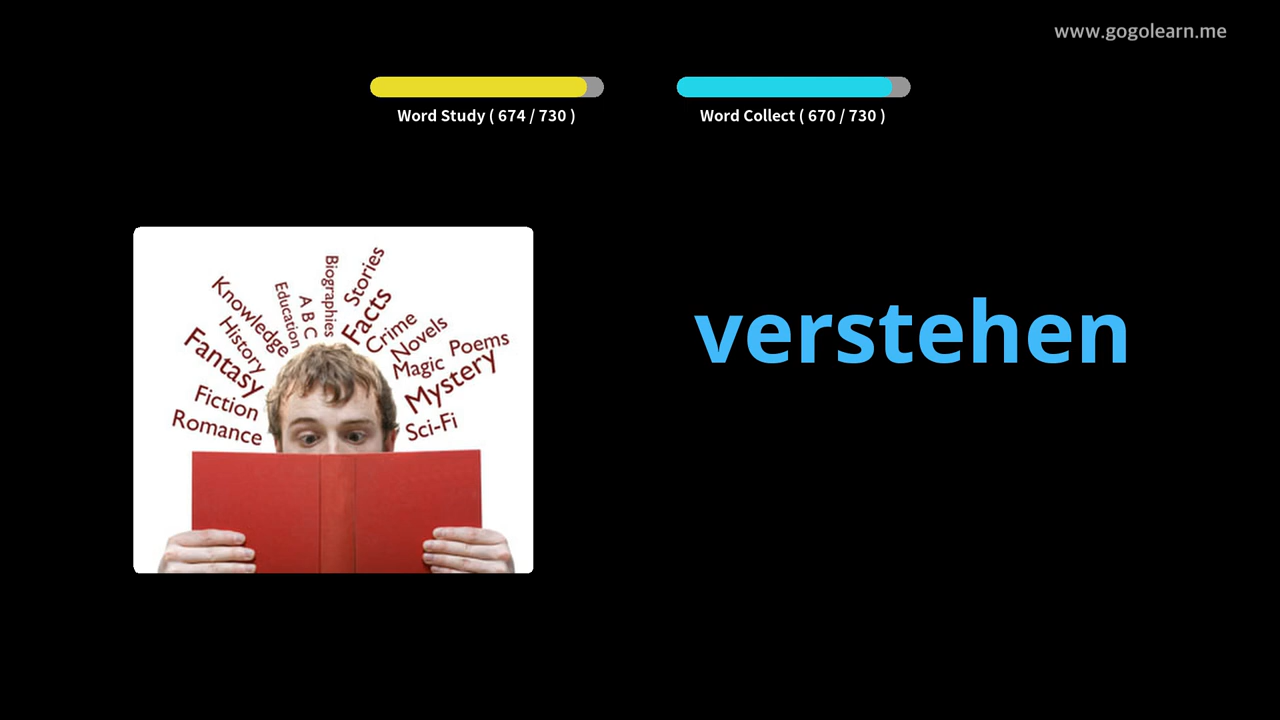 www.gogolearn.me
Word Study ( 674 / 730 )
Word Collect ( 670 / 730 )
verstehen
Biographies
Stories
Education
A B C
Facts
Knowledge
Crime
History
Novels
Fantasy
Magic
Poems
Mystery
Fiction
Romance
Sci-Fi